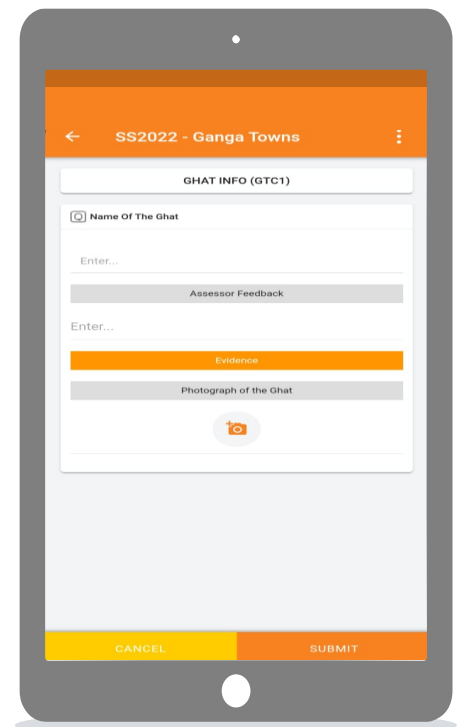 SS2022 - Ganga Towns
GHAT INFO (GTC1)
Q Name Of The Ghat
Enter...
Assessor Feedback
Enter...
Evidence
Photograph of the Ghat
CANCEL SUBMIT